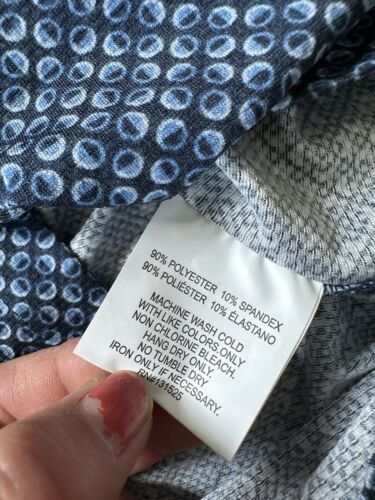 90% POLYESTER 10% SPANDEX
90% POLIÉSTER 10% ÉLASTANO
MACHINE WASH COLD
WITH LIKE COLORS ONLY
NON CHLORINE BLEACH.
HANG DRY ONLY.
NO TUMBLE DRY.
IRON ONLY IF NECESSARY.
RN#131525